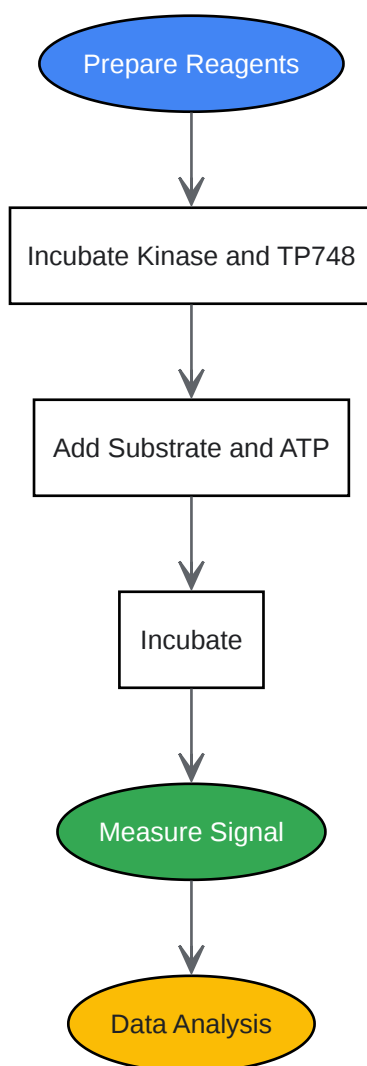 Prepare Reagents
Incubate Kinase and TP748
Add Substrate and ATP
Incubate
Measure Signal
Data Analysis